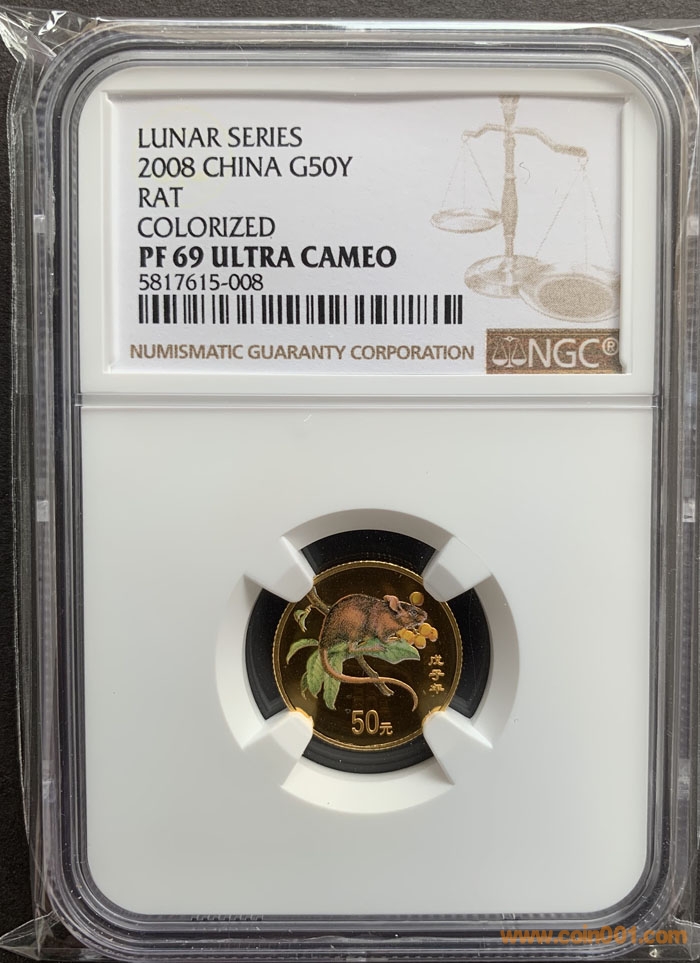 LUNAR SERIES
2008 CHINA G50Y
RAT
COLORIZED
PF 69 ULTRA CAMEO
5817615-008
NUMISMATIC GUARANTY CORPORATION
NGC®
戊子年
50元
www.coin001.com